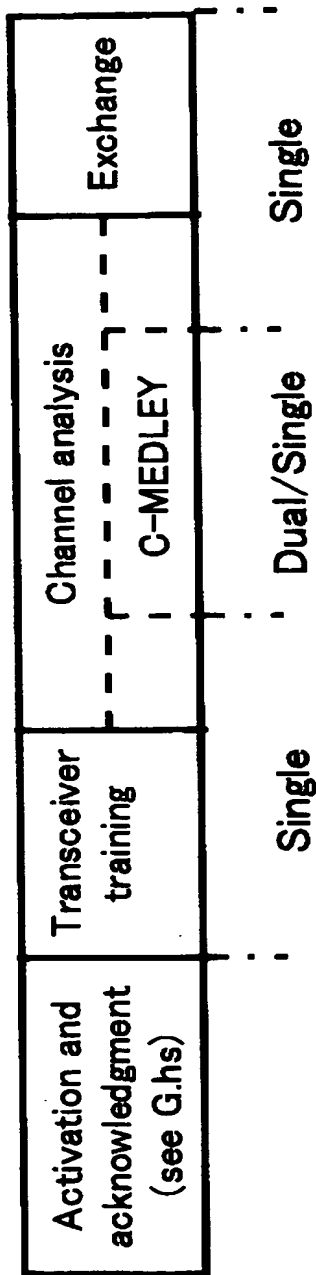 Activation and
acknowledgment
(see G.hs)
Transceiver
training
Channel analysis
C-MEDLEY
Exchange
Single
Dual/Single
Single